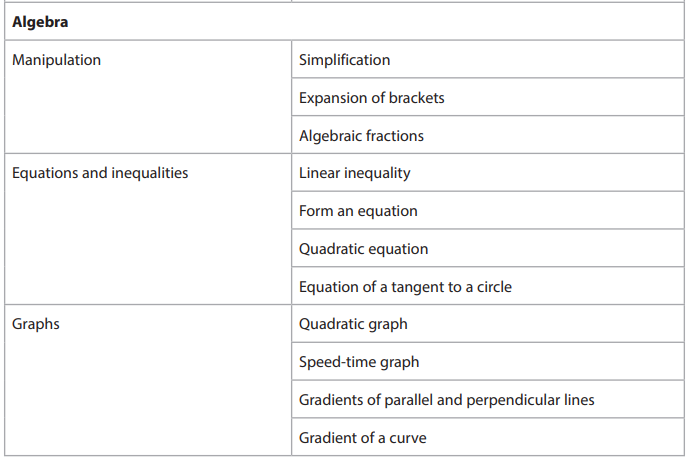 Algebra
Manipulation
Simplification
Expansion of brackets
Algebraic fractions
Equations and inequalities
Linear inequality
Form an equation
Quadratic equation
Equation of a tangent to a circle
Graphs
Quadratic graph
Speed-time graph
Gradients of parallel and perpendicular lines
Gradient of a curve